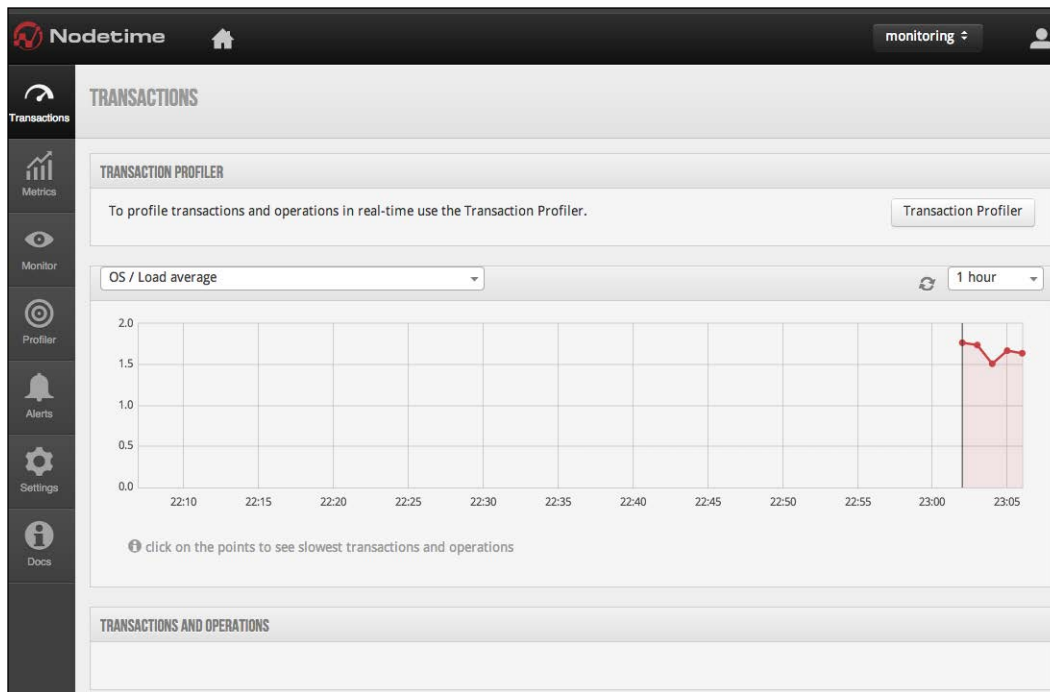 Nodetime
monitoring
Transactions
TRANSACTIONS
Metrics
TRANSACTION PROFILER
To profile transactions and operations in real-time use the Transaction Profiler.
Transaction Profiler
Monitor
OS / Load average
1 hour
Profiler
2.0
1.5
1.0
0.5
0.0
22:10 22:15 22:20 22:25 22:30 22:35 22:40 22:45 22:50 22:55 23:00 23:05
Alerts
Settings
click on the points to see slowest transactions and operations
Docs
TRANSACTIONS AND OPERATIONS